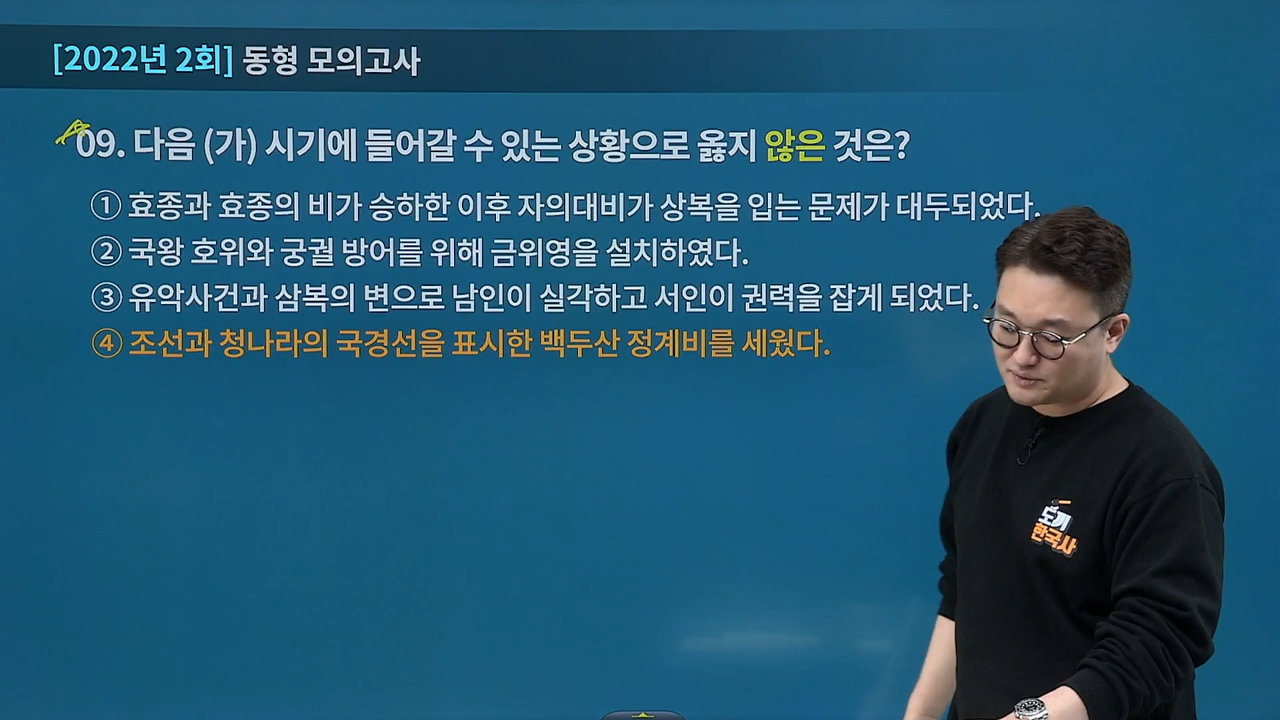 [2022년 2회] 동형 모의고사
09. 다음 (가) 시기에 들어갈 수 있는 상황으로 옳지 않은 것은?
① 효종과 효종의 비가 승하한 이후 자의대비가 상복을 입는 문제가 대두되었다.
② 국왕 호위와 궁궐 방어를 위해 금위영을 설치하였다.
③ 유악사건과 삼복의 변으로 남인이 실각하고 서인이 권력을 잡게 되었다.
④ 조선과 청나라의 국경선을 표시한 백두산 정계비를 세웠다.
도끼
한국사